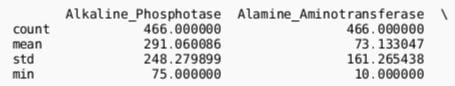 Alkaline_Phosphotase Alamine_Aminotransferase \
count 466.000000 466.000000
mean 291.060086 73.133047
std 248.279899 161.265438
min 75.000000 10.000000